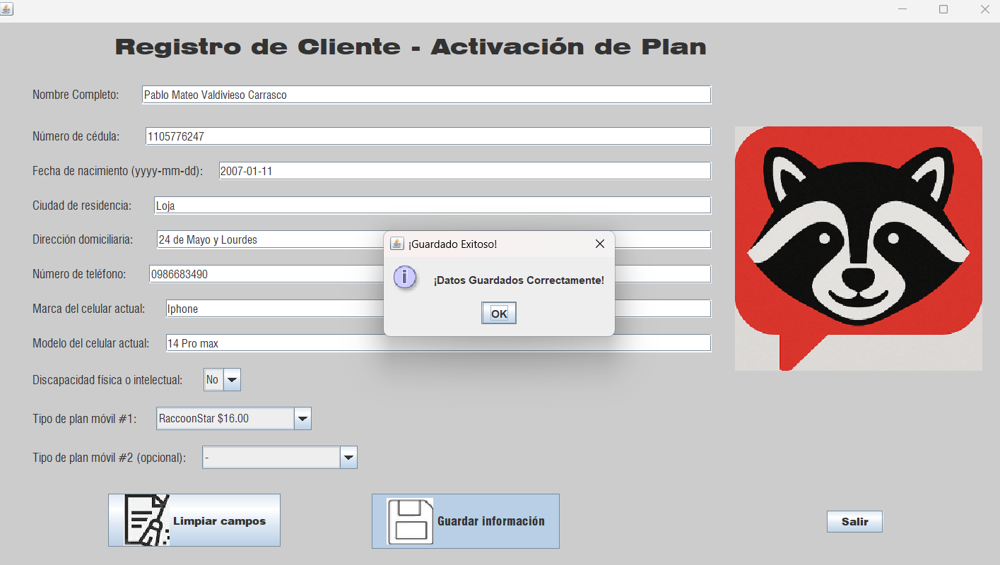 Registro de Cliente - Activación de Plan
Nombre Completo: Pablo Mateo Valdivieso Carrasco
Número de cédula: 1105776247
Fecha de nacimiento (yyyy-mm-dd): 2007-01-11
Ciudad de residencia: Loja
Dirección domiciliaria: 24 de Mayo y Lourdes
Número de teléfono: 0986683490
Marca del celular actual: Iphone
Modelo del celular actual: 14 Pro max
Discapacidad física o intelectual: No
Tipo de plan móvil #1: RaccoonStar $16.00
Tipo de plan móvil #2 (opcional): -
¡Guardado Exitoso!
¡Datos Guardados Correctamente!
OK
Limpiar campos
Guardar información
Salir